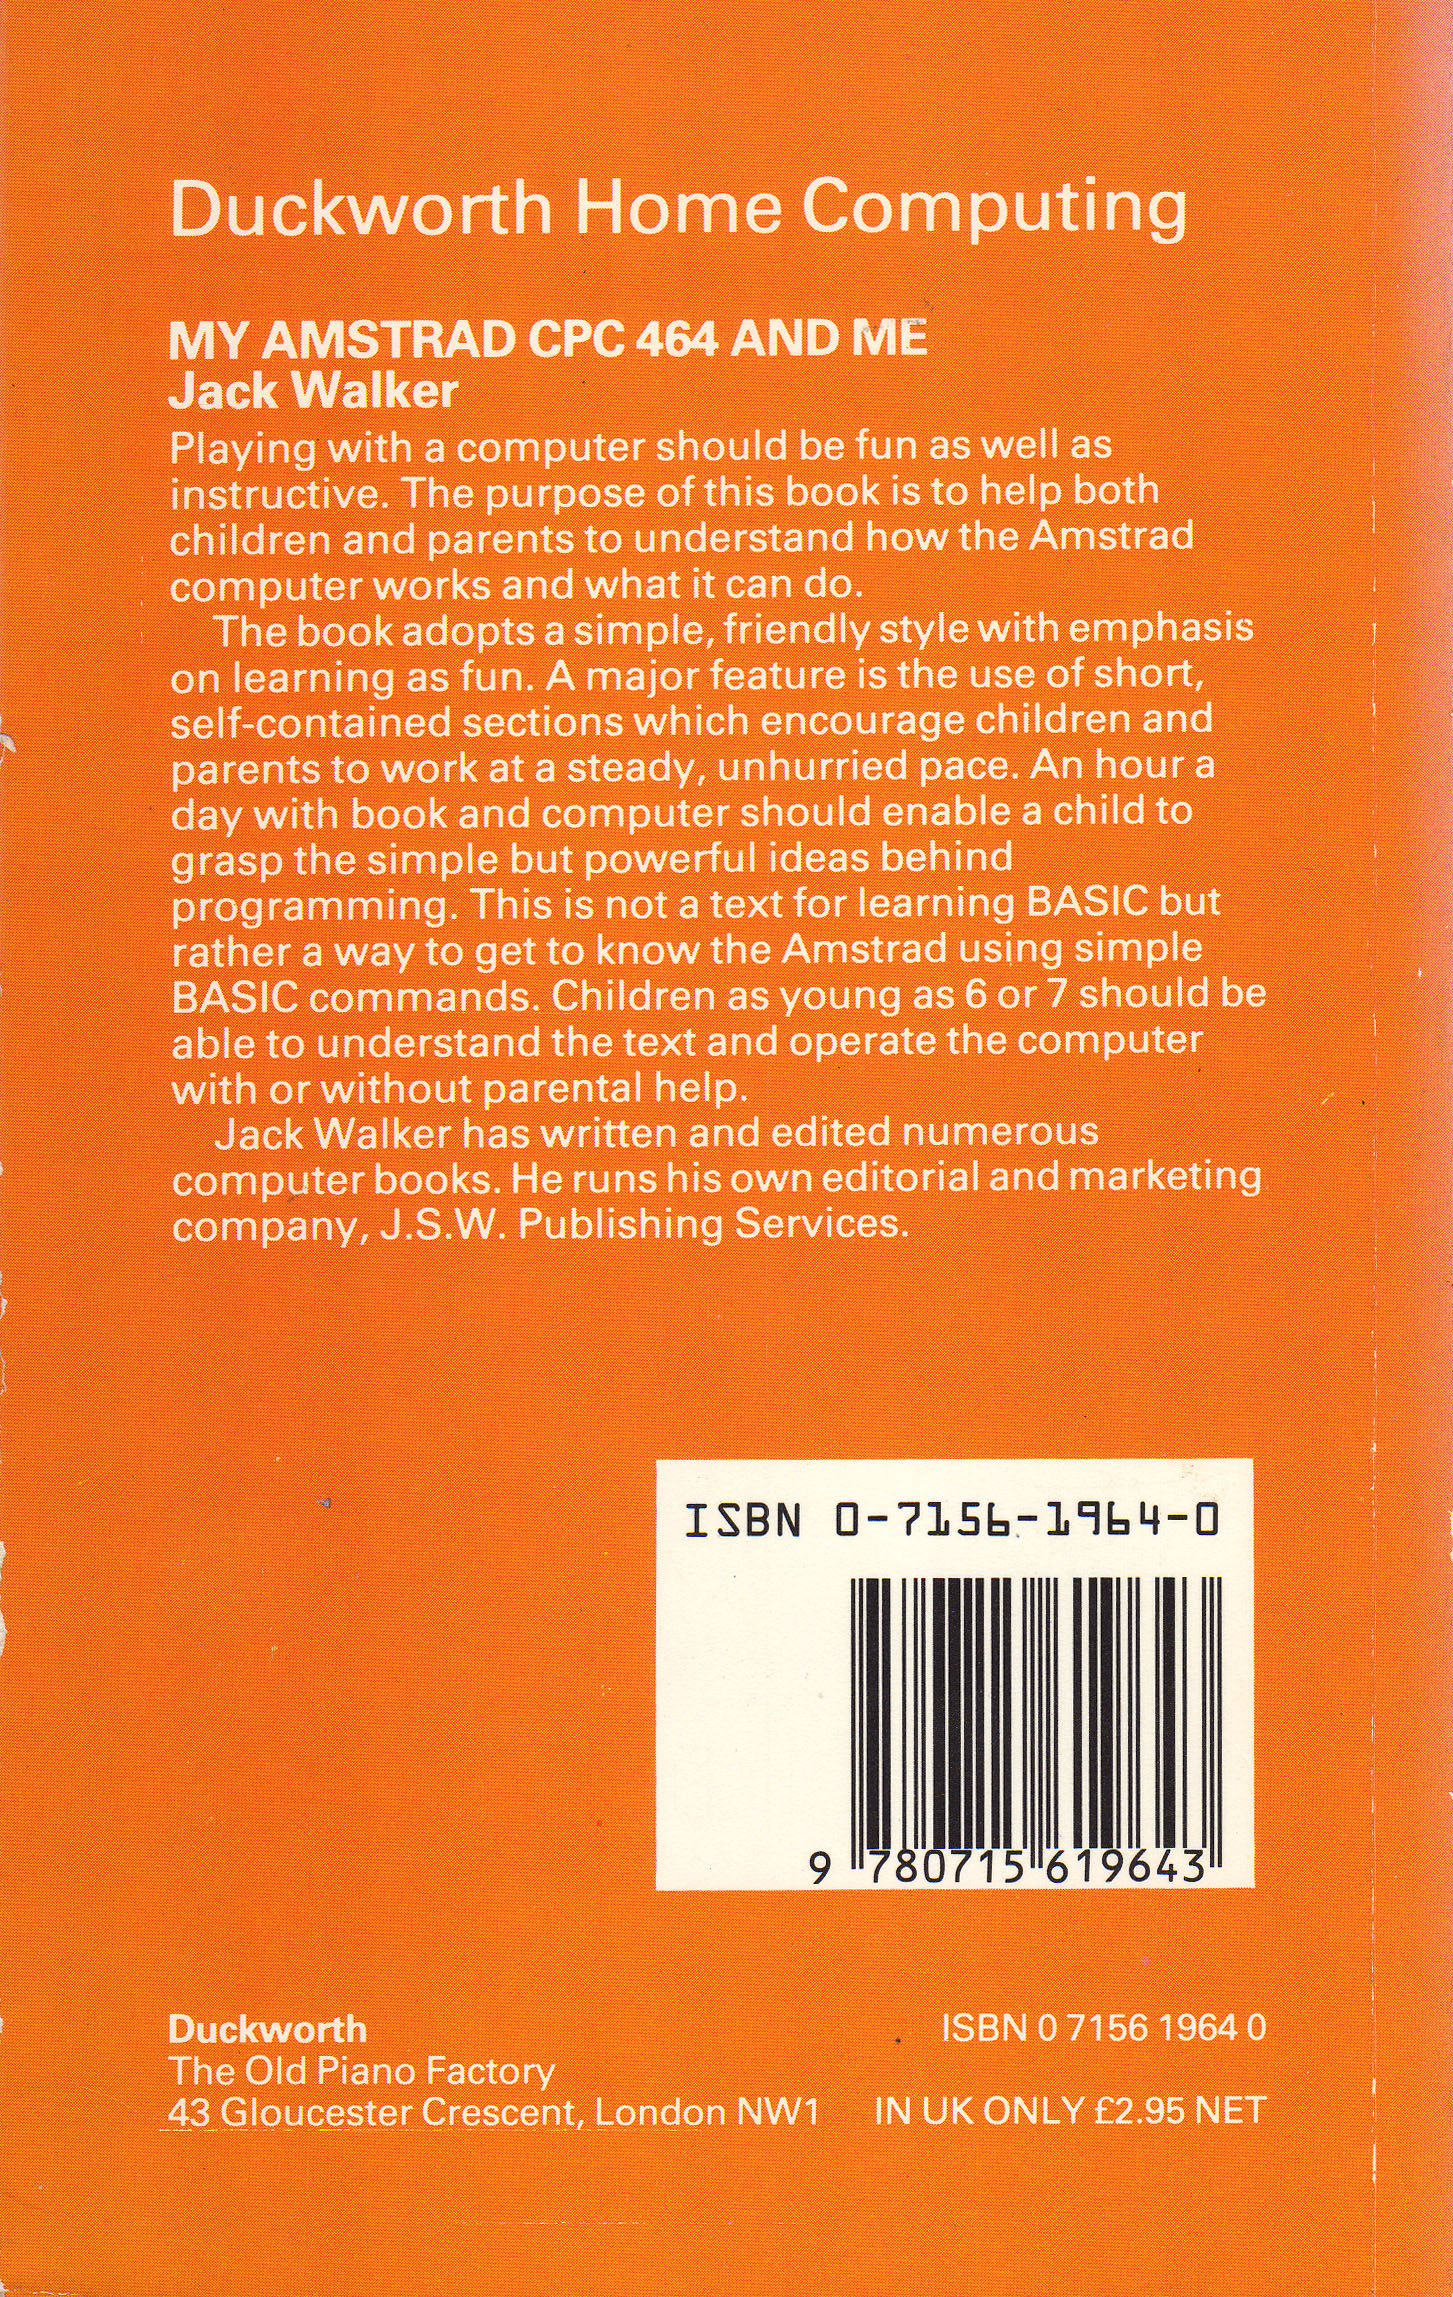 Duckworth Home Computing
MY AMSTRAD CPC 464 AND ME
Jack Walker
Playing with a computer should be fun as well as
instructive. The purpose of this book is to help both
children and parents to understand how the Amstrad
computer works and what it can do.
The book adopts a simple, friendly style with emphasis
on learning as fun. A major feature is the use of short,
self-contained sections which encourage children and
parents to work at a steady, unhurried pace. An hour a
day with book and computer should enable a child to
grasp the simple but powerful ideas behind
programming. This is not a text for learning BASIC but
rather a way to get to know the Amstrad using simple
BASIC commands. Children as young as 6 or 7 should be
able to understand the text and operate the computer
with or without parental help.
Jack Walker has written and edited numerous
computer books. He runs his own editorial and marketing
company, J.S.W. Publishing Services.
ISBN 0-7156-1964-0
9 780715 619643
Duckworth
The Old Piano Factory
43 Gloucester Crescent, London NW1
ISBN 0 7156 1964 0
IN UK ONLY £2.95 NET